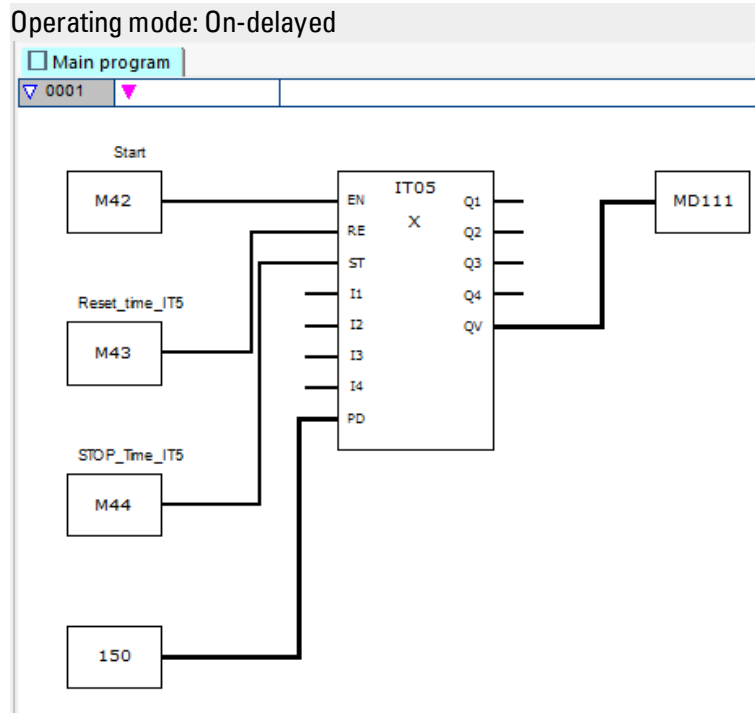 Operating mode: On-delayed
Main program
0001
Start
M42
IT05
X
EN
RE
ST
I1
I2
I3
I4
PD
Q1
Q2
Q3
Q4
QV
MD111
Reset_time_IT5
M43
STOP_Time_IT5
M44
150